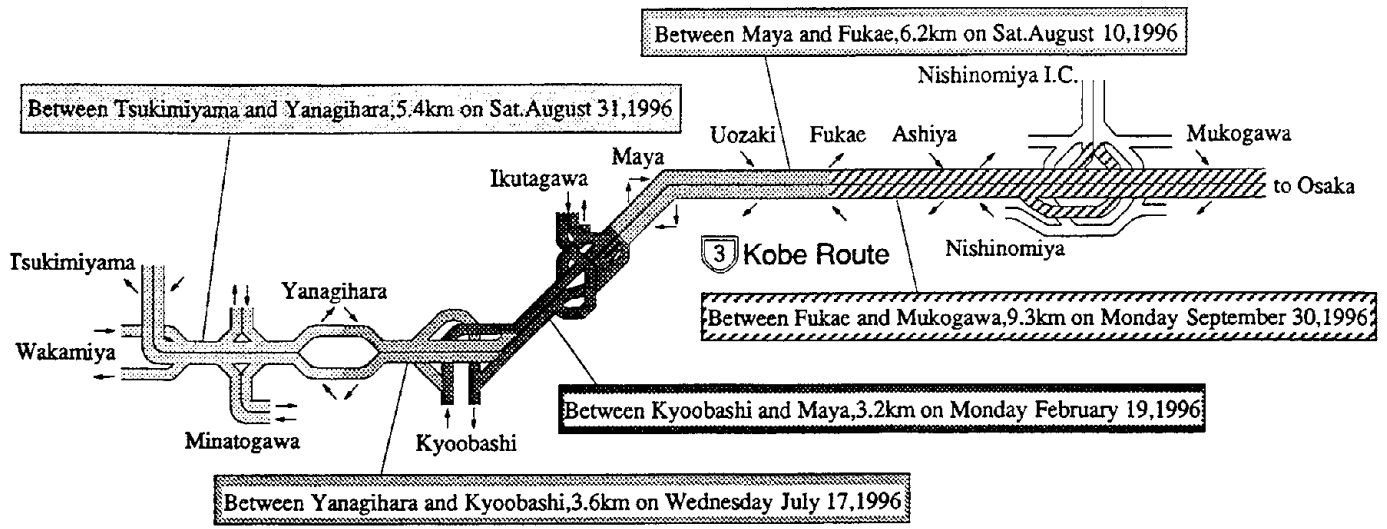 Between Maya and Fukae,6.2km on Sat.August 10,1996
Nishinomiya I.C.
Between Tsukimiyama and Yanagihara,5.4km on Sat.August 31,1996
Uozaki
Fukae
Ashiya
Mukogawa
Maya
Ikutagawa
to Osaka
3 Kobe Route
Nishinomiya
Tsukimiyama
Yanagihara
Between Fukae and Mukogawa,9.3km on Monday September 30,1996
Wakamiya
Between Kyoobashi and Maya,3.2km on Monday February 19,1996
Minatogawa
Kyoobashi
Between Yanagihara and Kyoobashi,3.6km on Wednesday July 17,1996